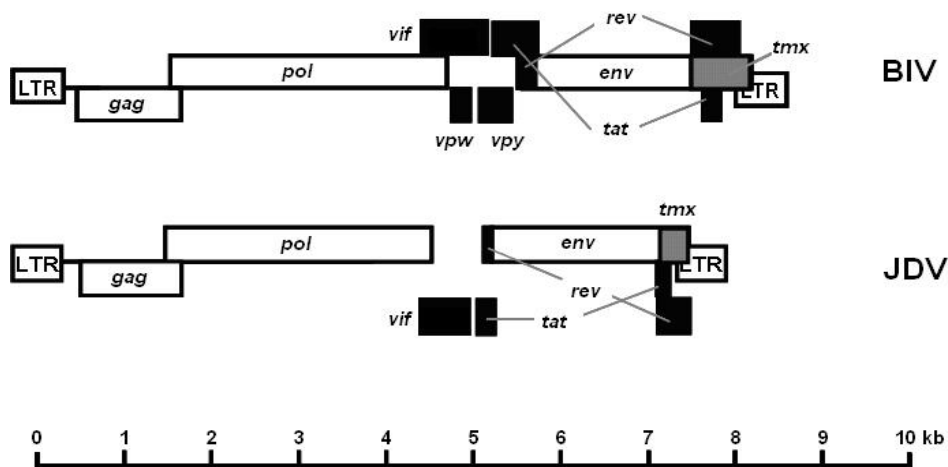 rev
vif
tmx
pol
env
BIV
LTR
LTR
gag
tat
vpw vpy
tmx
pol
env
LTR
LTR
JDV
gag
rev
vif
tat
0 1 2 3 4 5 6 7 8 9 10 kb